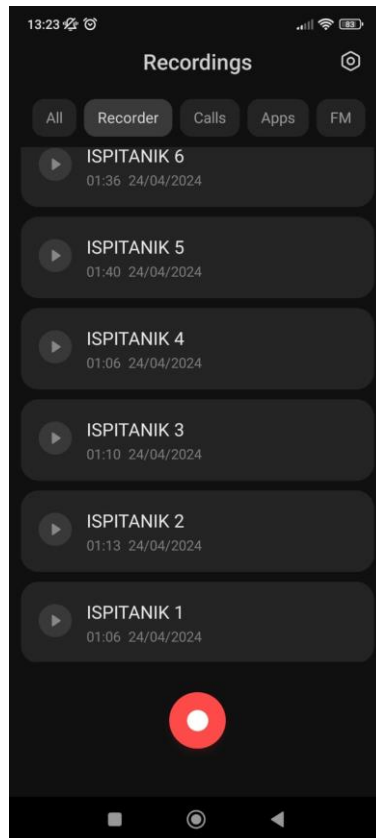 13:23
83
Recordings
All Recorder Calls Apps FM
ISPITANIK 6
01:36 24/04/2024
ISPITANIK 5
01:40 24/04/2024
ISPITANIK 4
01:06 24/04/2024
ISPITANIK 3
01:10 24/04/2024
ISPITANIK 2
01:13 24/04/2024
ISPITANIK 1
01:06 24/04/2024